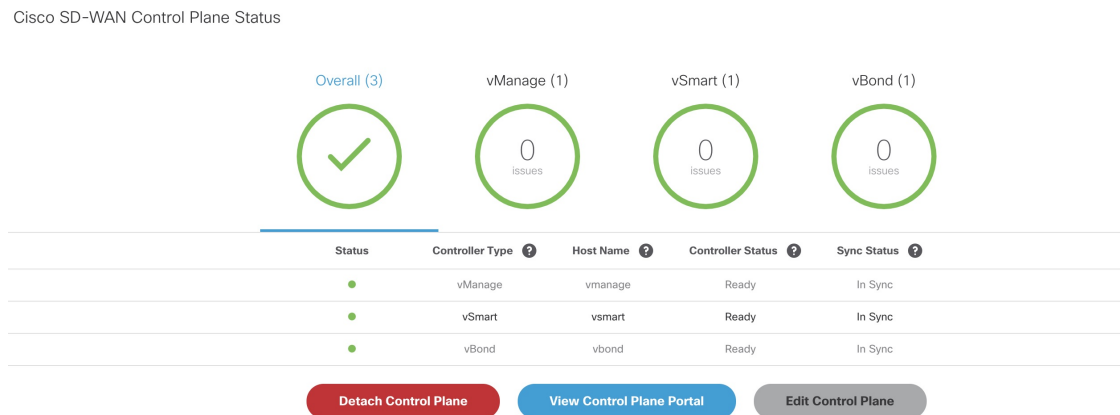 Cisco SD-WAN Control Plane Status
Overall (3) vManage (1) vSmart (1) vBond (1)
0 0 0
issues issues issues
Status Controller Type ? Host Name ? Controller Status ? Sync Status ?
vManage vmanage Ready In Sync
vSmart vsmart Ready In Sync
vBond vbond Ready In Sync
Detach Control Plane View Control Plane Portal Edit Control Plane